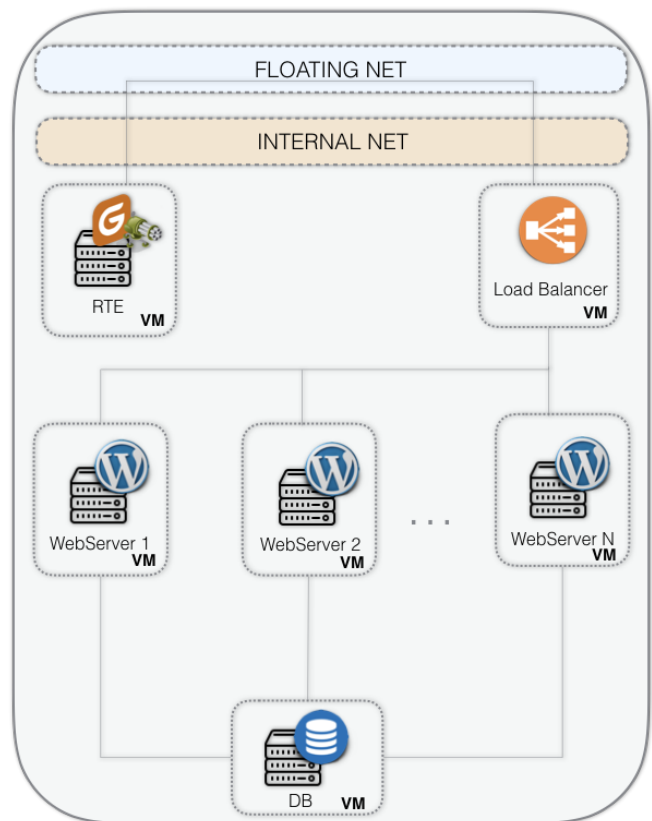 FLOATING NET
INTERNAL NET
G
RTE
VM
Load Balancer
VM
W
WebServer 1
VM
W
WebServer 2
VM
...
W
WebServer N
VM
DB
VM